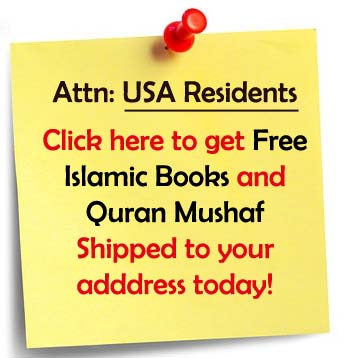 Attn: USA Residents
Click here to get Free
Islamic Books and
Quran Mushaf
Shipped to your
adddress today!